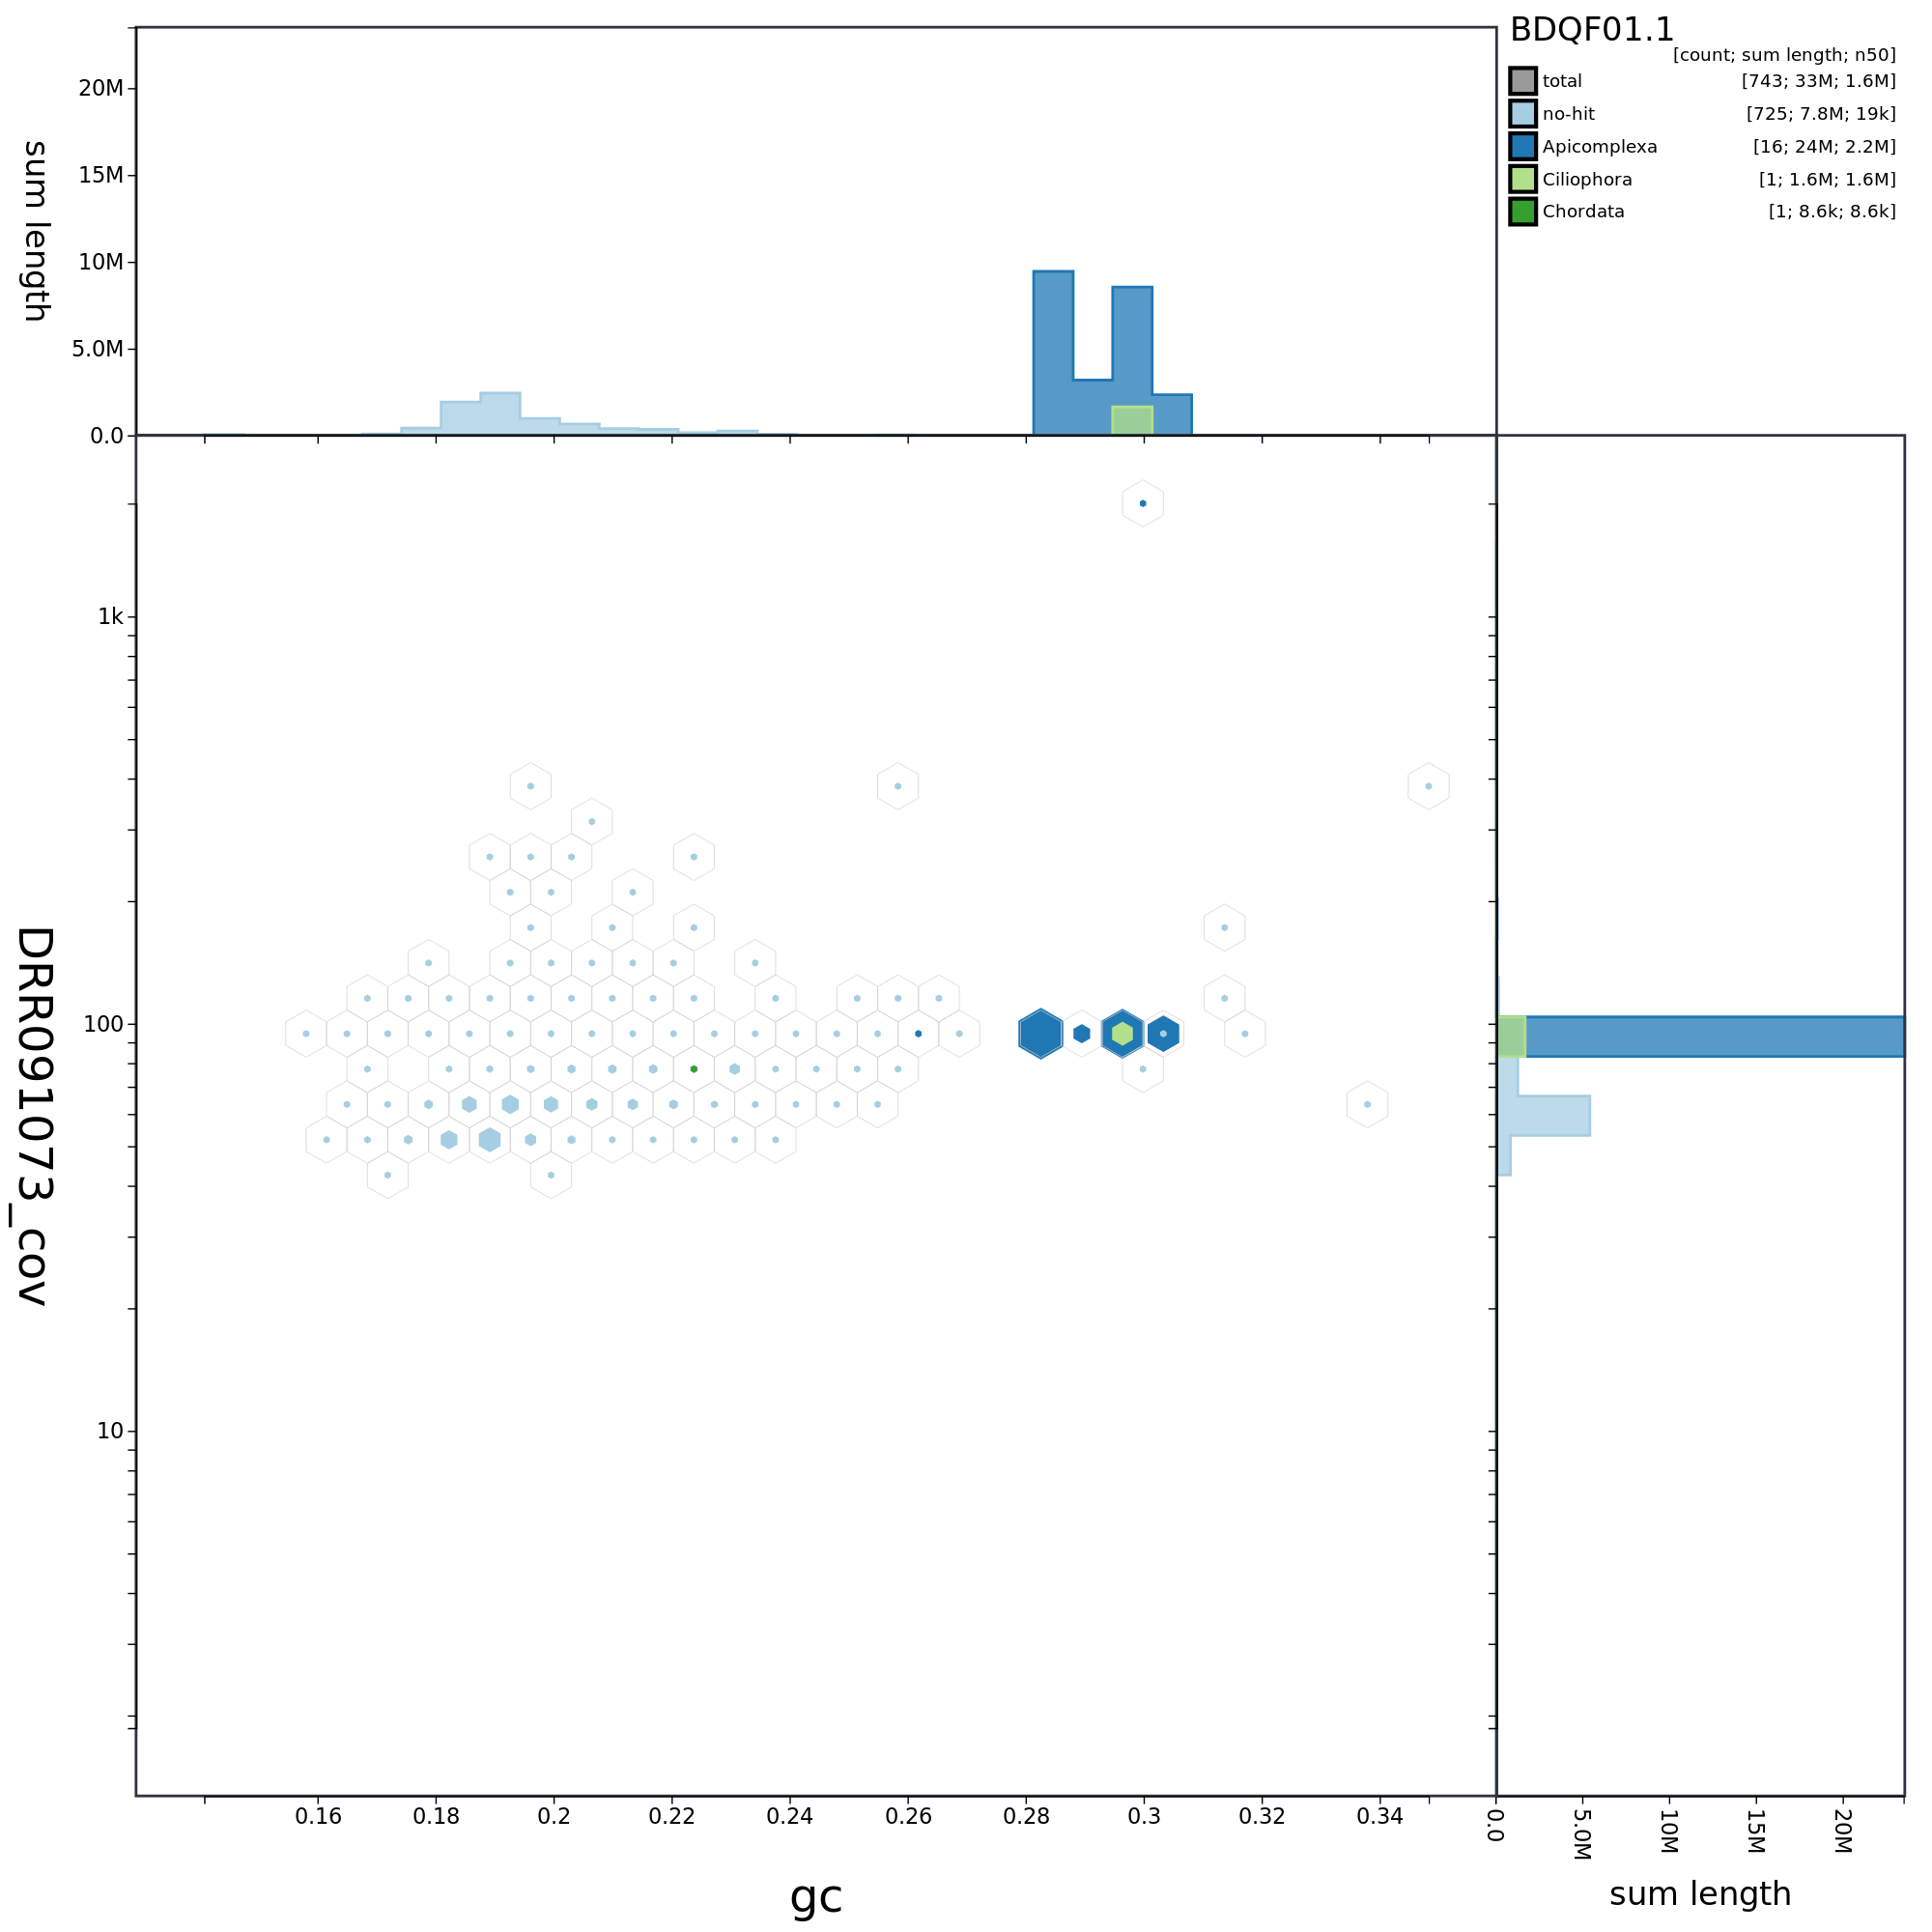 BDQF01.1
[count; sum length; n50]
total [743; 33M; 1.6M]
no-hit [725; 7.8M; 19k]
Apicomplexa [16; 24M; 2.2M]
Ciliophora [1; 1.6M; 1.6M]
Chordata [1; 8.6k; 8.6k]
sum length
20M
15M
10M
5.0M
0.0
DRR091073_cov
1k
100
10
0.16 0.18 0.2 0.22 0.24 0.26 0.28 0.3 0.32 0.34
gc
0.0 5.0M 10M 15M 20M
sum length